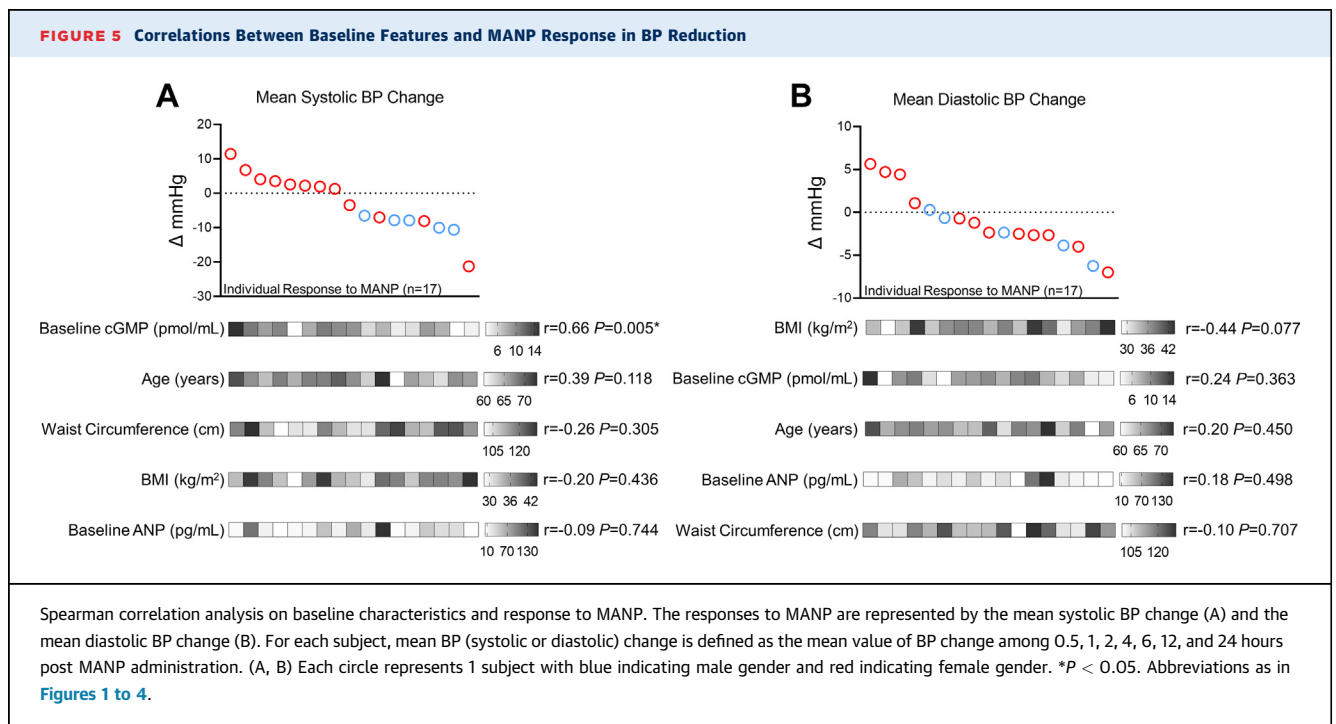 FIGURE 5 Correlations Between Baseline Features and MANP Response in BP Reduction
A
Mean Systolic BP Change
20
10
0
-10
-20
-30
Δ mmHg
Individual Response to MANP (n=17)
Baseline cGMP (pmol/mL)
6 10 14
r=0.66 P=0.005*
Age (years)
60 65 70
r=0.39 P=0.118
Waist Circumference (cm)
105 120
r=-0.26 P=0.305
BMI (kg/m²)
30 36 42
r=-0.20 P=0.436
Baseline ANP (pg/mL)
10 70 130
r=-0.09 P=0.744
B
Mean Diastolic BP Change
10
5
0
-5
-10
Δ mmHg
Individual Response to MANP (n=17)
BMI (kg/m²)
30 36 42
r=-0.44 P=0.077
Baseline cGMP (pmol/mL)
6 10 14
r=0.24 P=0.363
Age (years)
60 65 70
r=0.20 P=0.450
Baseline ANP (pg/mL)
10 70 130
r=0.18 P=0.498
Waist Circumference (cm)
105 120
r=-0.10 P=0.707
Spearman correlation analysis on baseline characteristics and response to MANP. The responses to MANP are represented by the mean systolic BP change (A) and the
mean diastolic BP change (B). For each subject, mean BP (systolic or diastolic) change is defined as the mean value of BP change among 0.5, 1, 2, 4, 6, 12, and 24 hours
post MANP administration. (A, B) Each circle represents 1 subject with blue indicating male gender and red indicating female gender. *P < 0.05. Abbreviations as in
Figures 1 to 4.